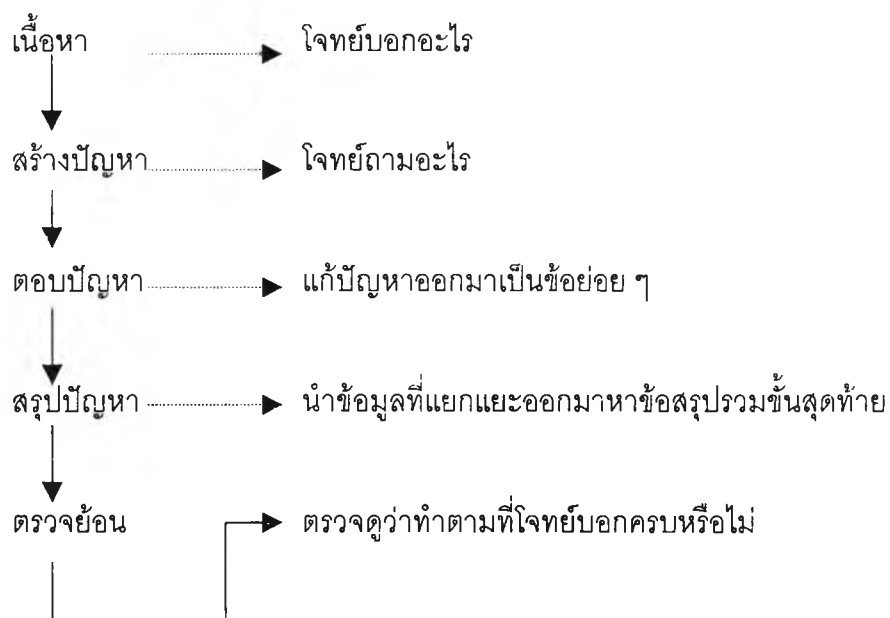 เนื้อหา โจทย์บอกอะไร
สร้างปัญหา โจทย์ถามอะไร
ตอบปัญหา แก้ปัญหาออกมาเป็นข้อย่อย ๆ
สรุปปัญหา นำข้อมูลที่แยกแยะออกมาหาข้อสรุปรวมขั้นสุดท้าย
ตรวจย้อน ตรวจดูว่าทำตามที่โจทย์บอกครบหรือไม่